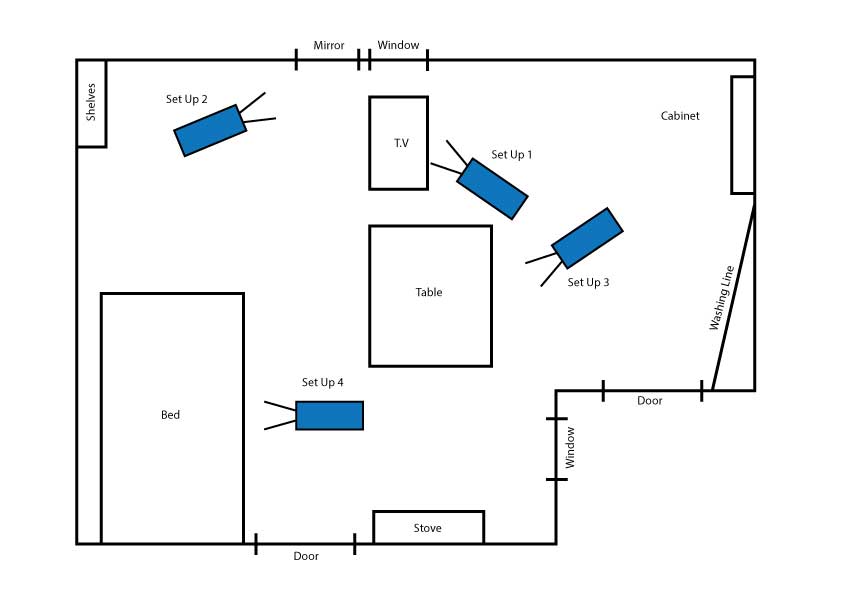 Mirror
Window
Shelves
Set Up 2
Cabinet
T.V
Set Up 1
Set Up 3
Table
Washing Line
Set Up 4
Bed
Door
Window
Stove
Door